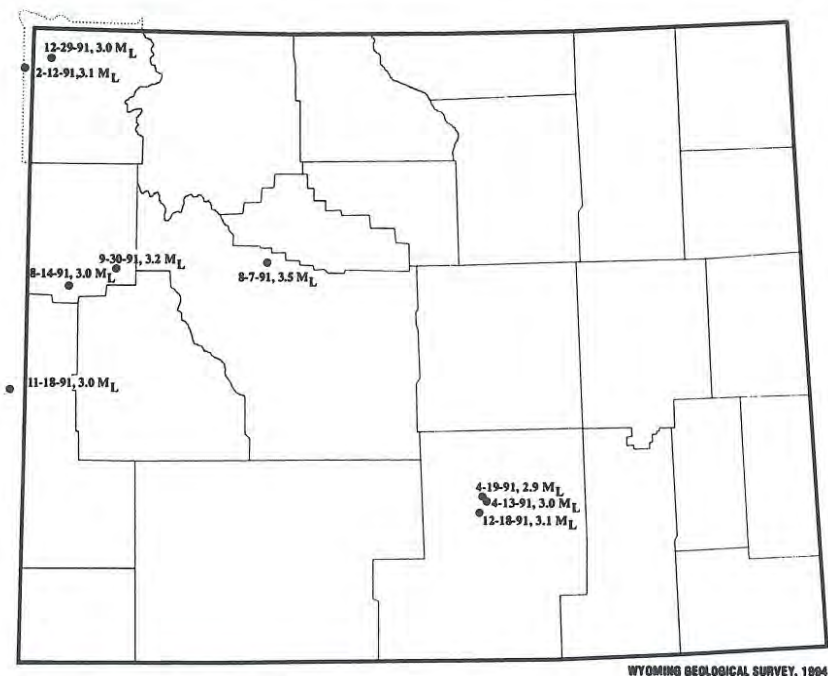 12-29-91, 3.0 ML
2-12-91,3.1 ML
9-30-91, 3.2 ML
8-14-91, 3.0 ML
8-7-91, 3.5 ML
11-18-91, 3.0 ML
4-19-91, 2.9 ML
4-13-91, 3.0 ML
12-18-91, 3.1 ML
WYOMING GEOLOGICAL SURVEY, 1994